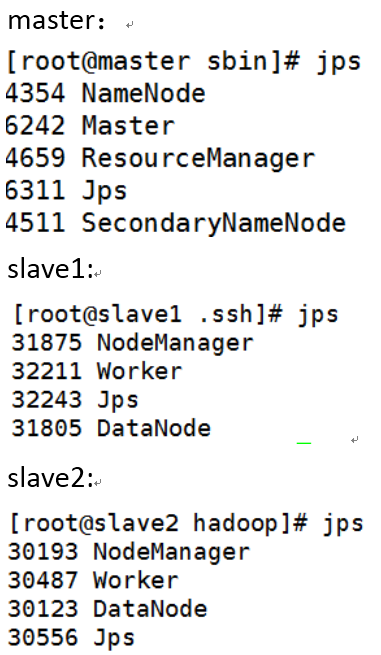 master：
[root@master sbin]# jps
4354 NameNode
6242 Master
4659 ResourceManager
6311 Jps
4511 SecondaryNameNode
slave1:
[root@slave1 .ssh]# jps
31875 NodeManager
32211 Worker
32243 Jps
31805 DataNode
slave2:
[root@slave2 hadoop]# jps
30193 NodeManager
30487 Worker
30123 DataNode
30556 Jps